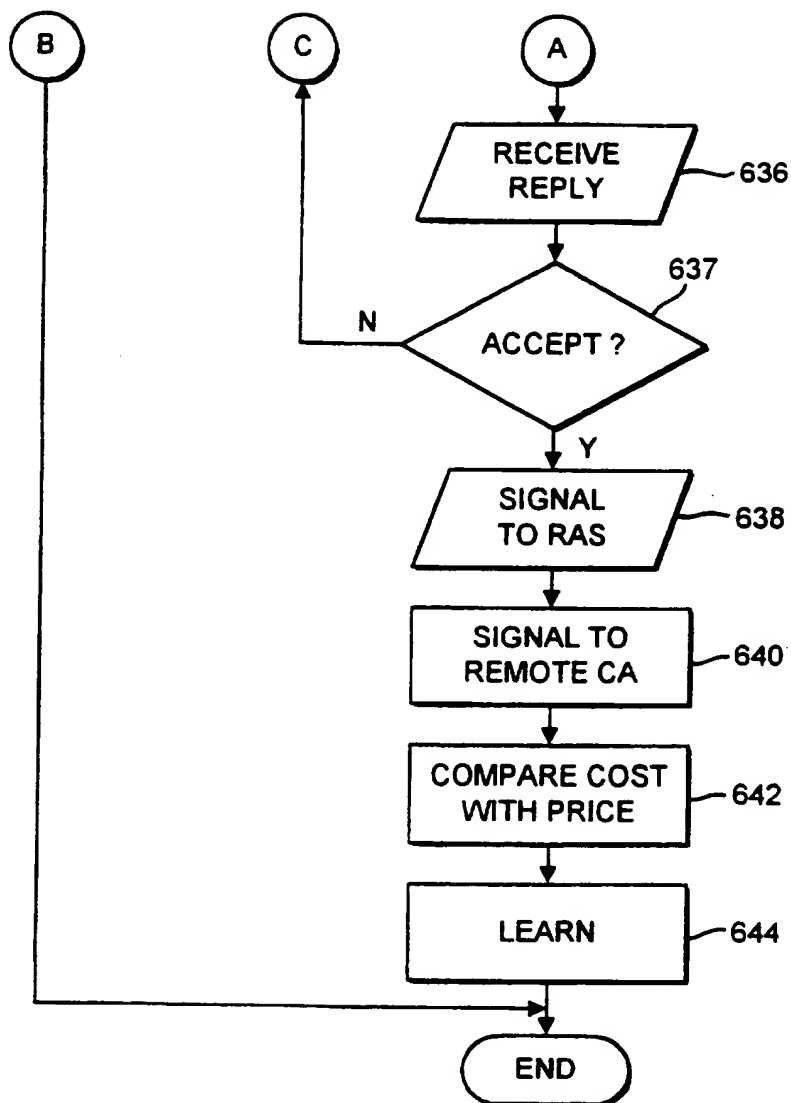 B
C
A
RECEIVE
REPLY
636
637
N
ACCEPT ?
Y
SIGNAL
TO RAS
638
SIGNAL TO
REMOTE CA
640
COMPARE COST
WITH PRICE
642
LEARN
644
END